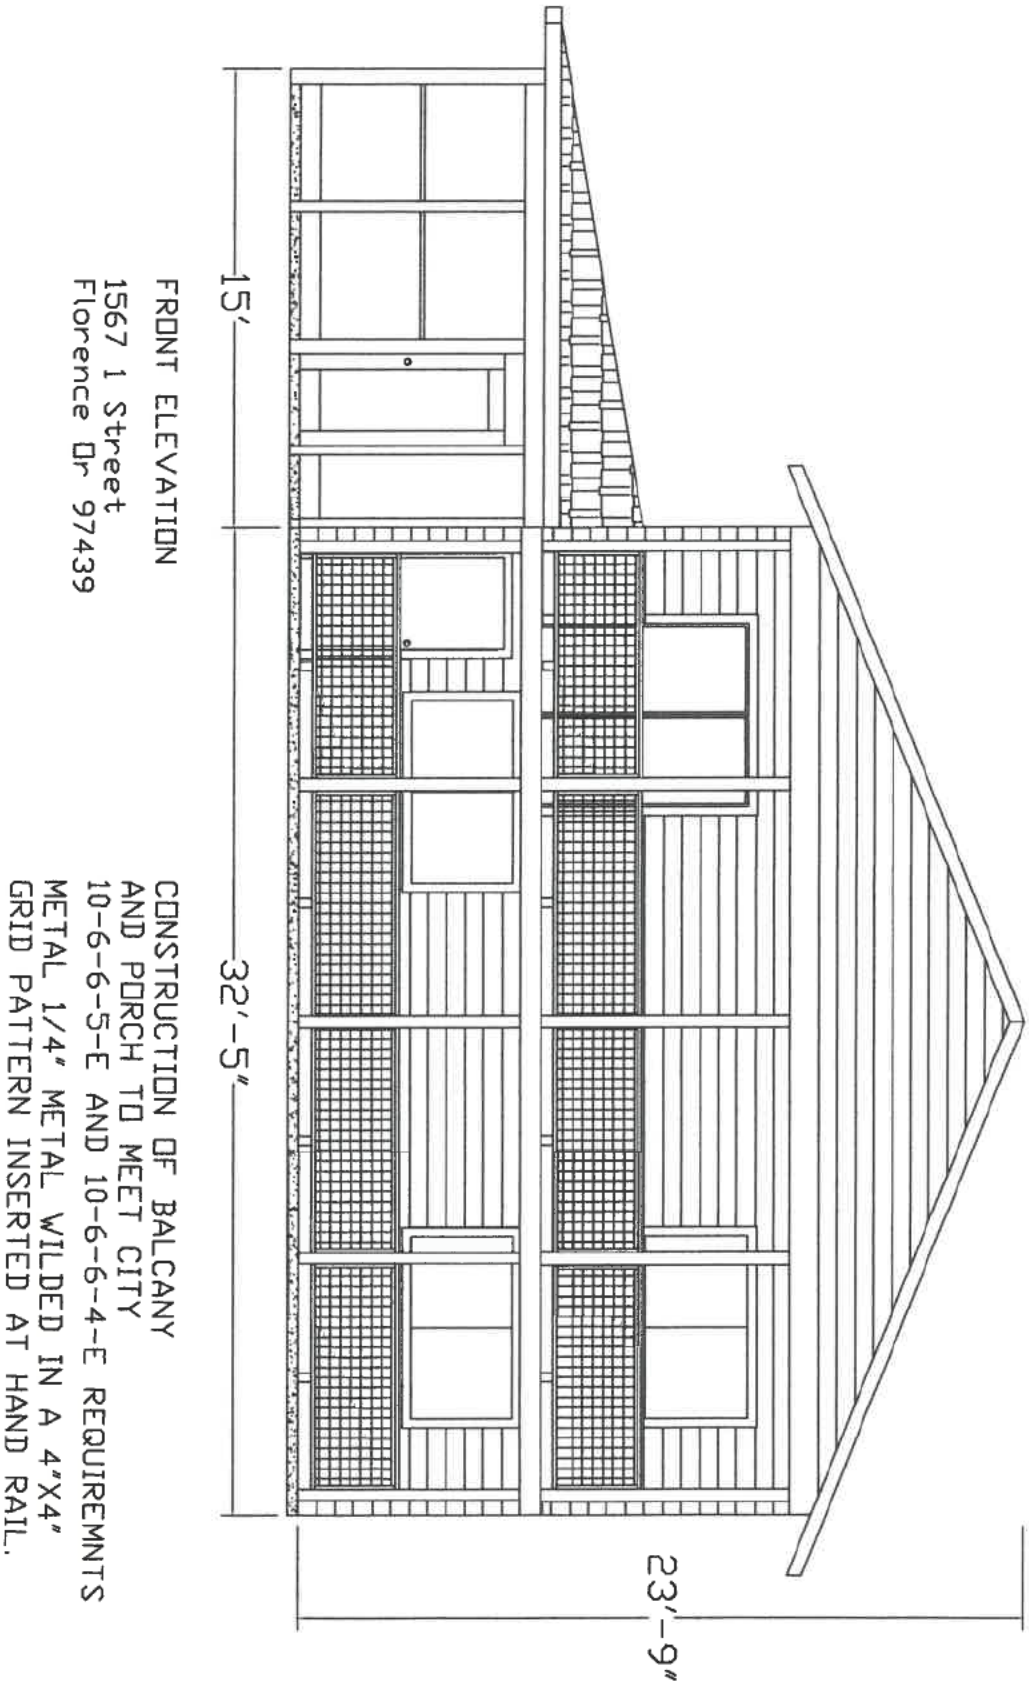 23'-9"
15'
32'-5"
FRONT ELEVATION
1567 1 Street
Florence Or 97439
CONSTRUCTION OF BALCANY
AND PORCH TO MEET CITY
10-6-6-5-E AND 10-6-6-4-E REQUIREMNTS
METAL 1/4" METAL WILDED IN A 4"X4"
GRID PATTERN INSERTED AT HAND RAIL.